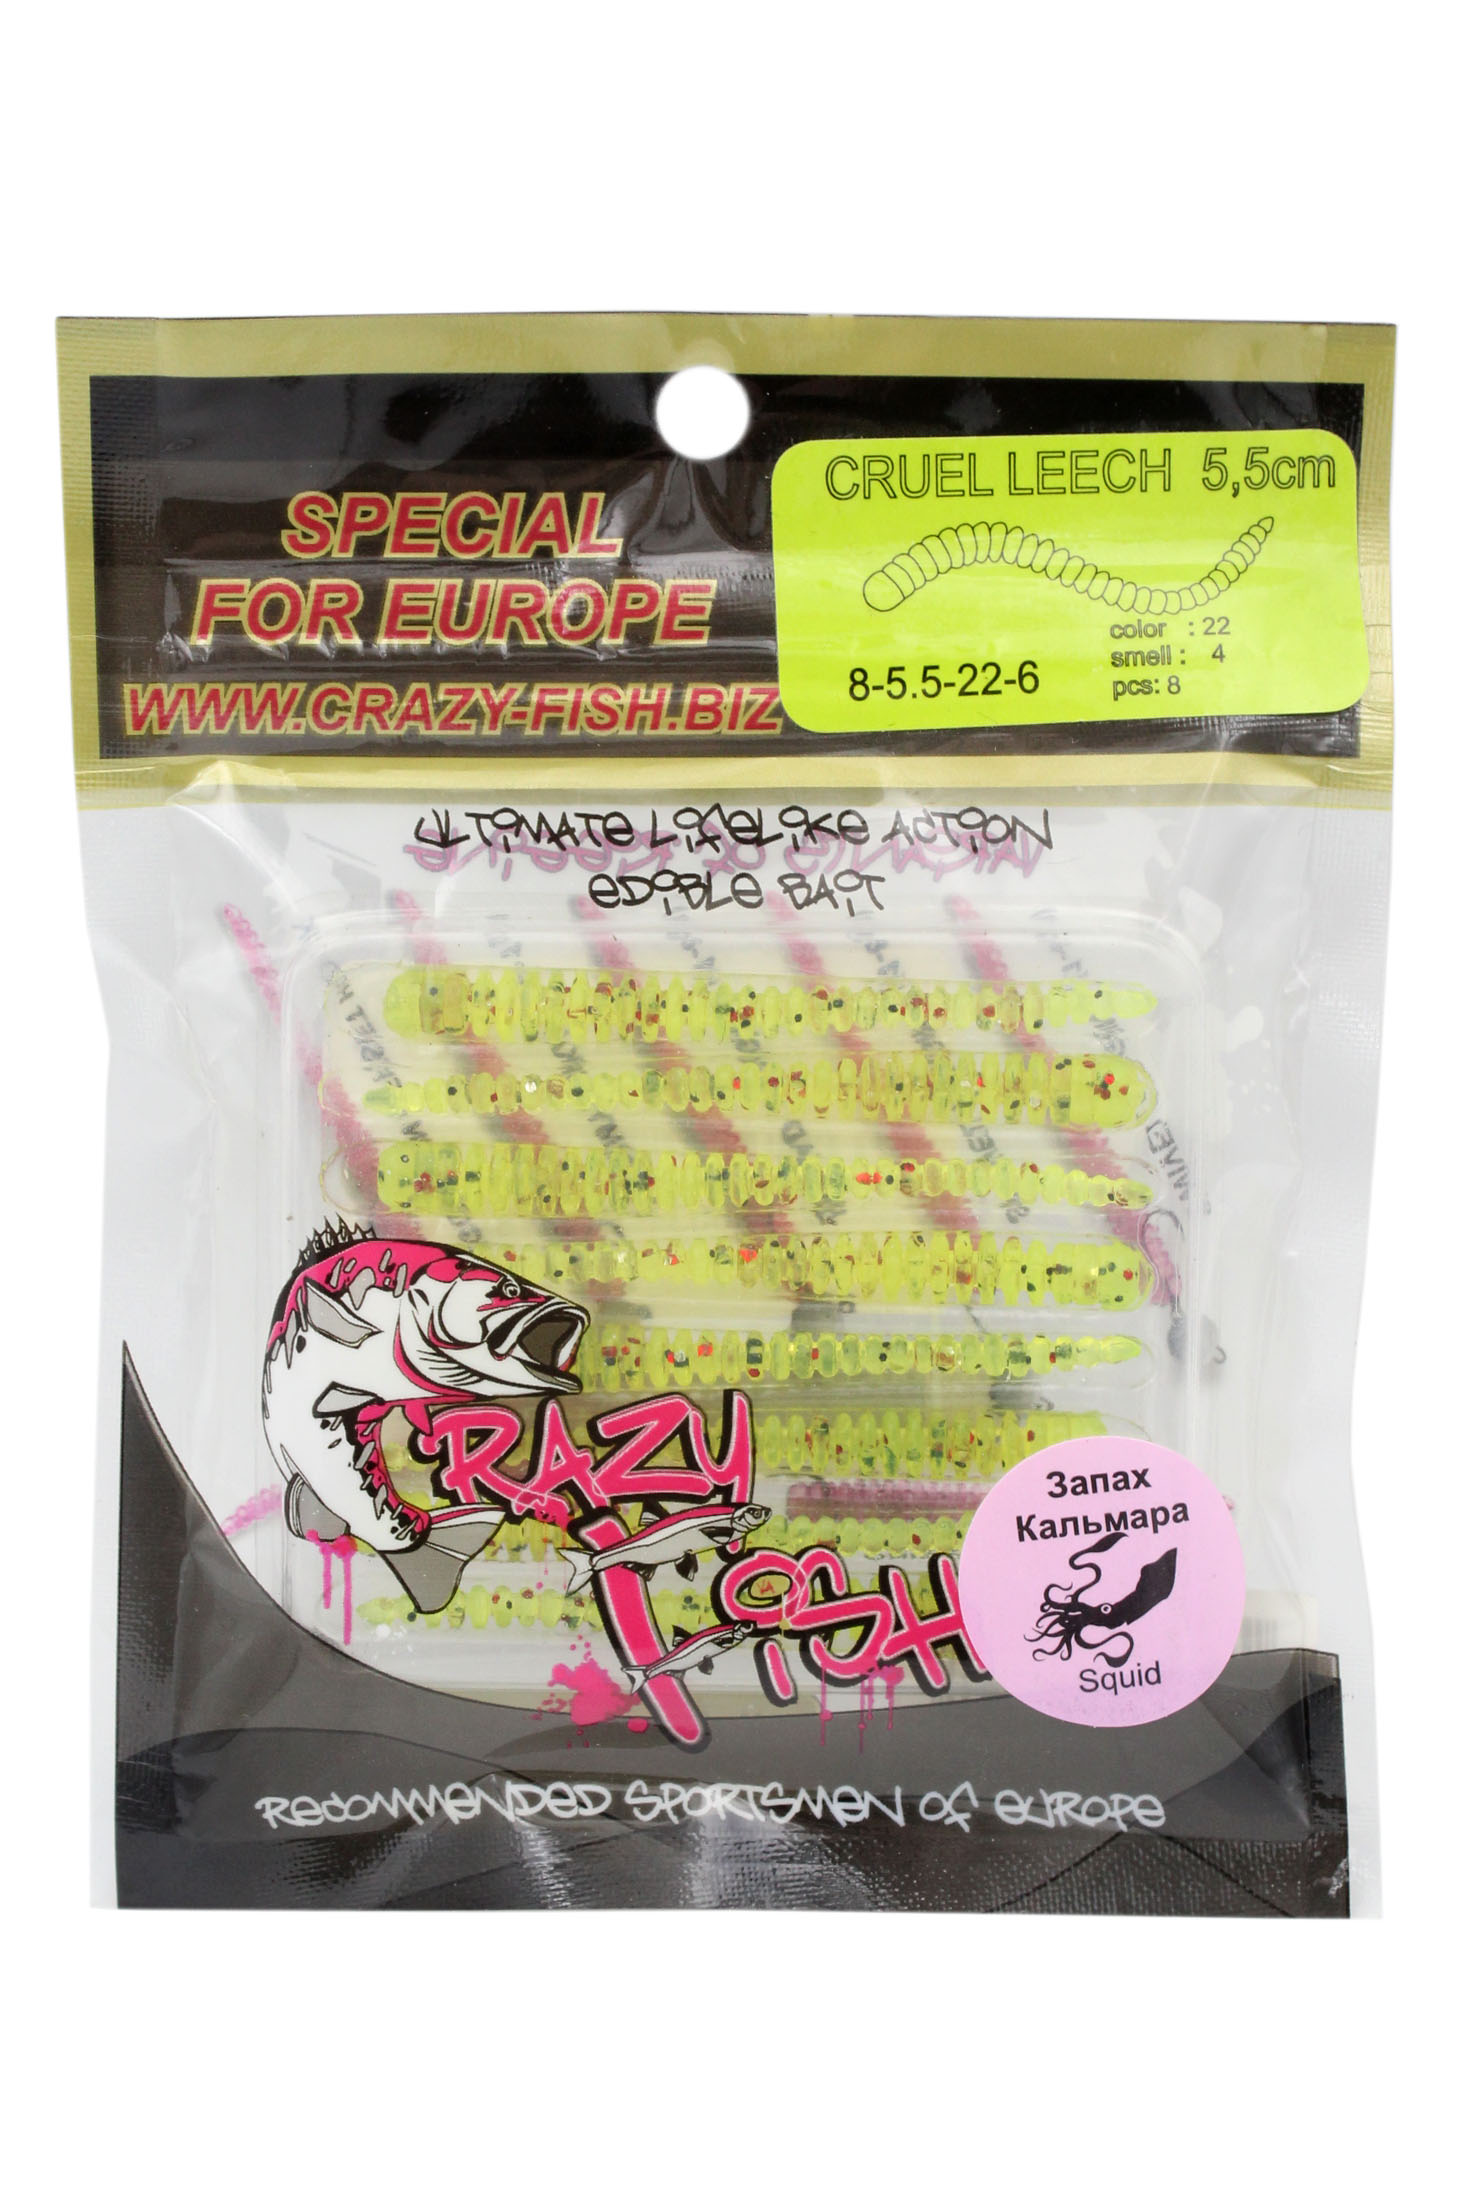 SPECIAL
FOR EUROPE
WWW.CRAZY-FISH.BIZ
CRUEL LEECH 5,5cm
color : 22
smell : 4
pcs: 8
8-5.5-22-6
ULTIMATE LIFELIKE ACTION
EDIBLE BAIT
CRAZY
FISH
Запах
Кальмара
Squid
RECOMMENDED SPORTSMEN OF EUROPE